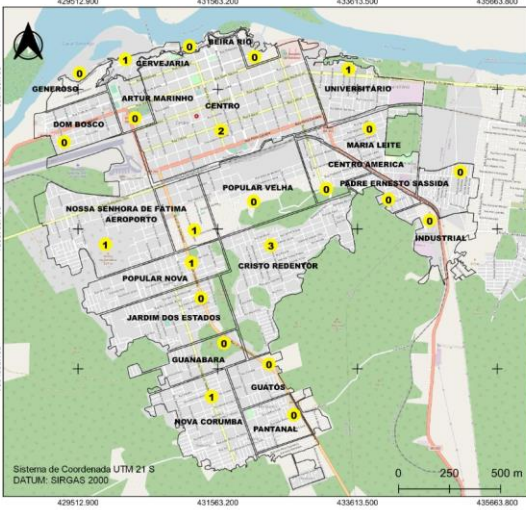 429512.900 431563.200 433613.500 435663.800
BEIRA RIO
0
0
1
CERVEJARIA
0
GENEROSO
1
UNIVERSITÁRIO
ARTUR MARINHO
CENTRO
0
DOM BOSCO
2
0
0
MARIA LEITE
CENTRO AMERICA
0
PADRE ERNESTO SASSIDA
POPULAR VELHA
0
0
0
NOSSA SENHORA DE FÁTIMA
AEROPORTO
0
INDUSTRIAL
1
1
3
CRISTO REDENTOR
1
POPULAR NOVA
0
JARDIM DOS ESTADOS
0
GUANABARA
0
GUATÓS
1
NOVA CORUMBA
0
PANTANAL
Sistema de Coordenada UTM 21 S
DATUM: SIRGAS 2000
0 250 500 m
429512.900 431563.200 433613.500 435663.800